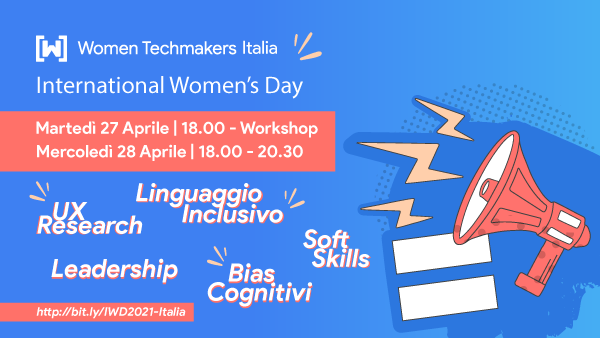 [W] Women Techmakers Italia
International Women's Day
Martedì 27 Aprile | 18.00 - Workshop
Mercoledì 28 Aprile | 18.00 - 20.30
Linguaggio
Inclusivo
UX
Research
Soft
Skills
Leadership
Bias
Cognitivi
http://bit.ly/IWD2021-italia